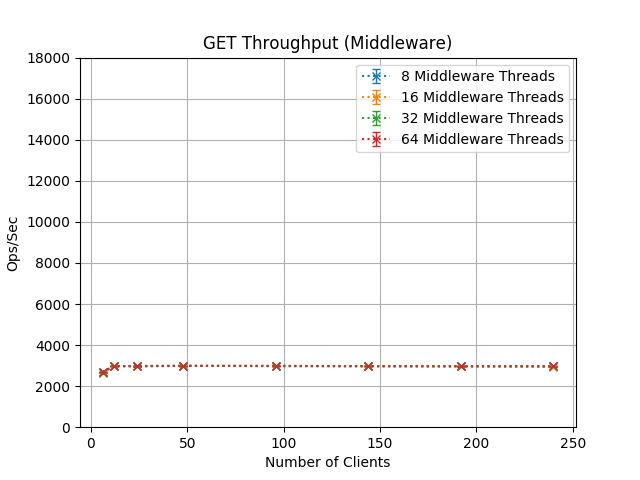 GET Throughput (Middleware)
18000
16000
14000
12000
10000
8000
6000
4000
2000
0
Ops/Sec
8 Middleware Threads
16 Middleware Threads
32 Middleware Threads
64 Middleware Threads
0 50 100 150 200 250
Number of Clients